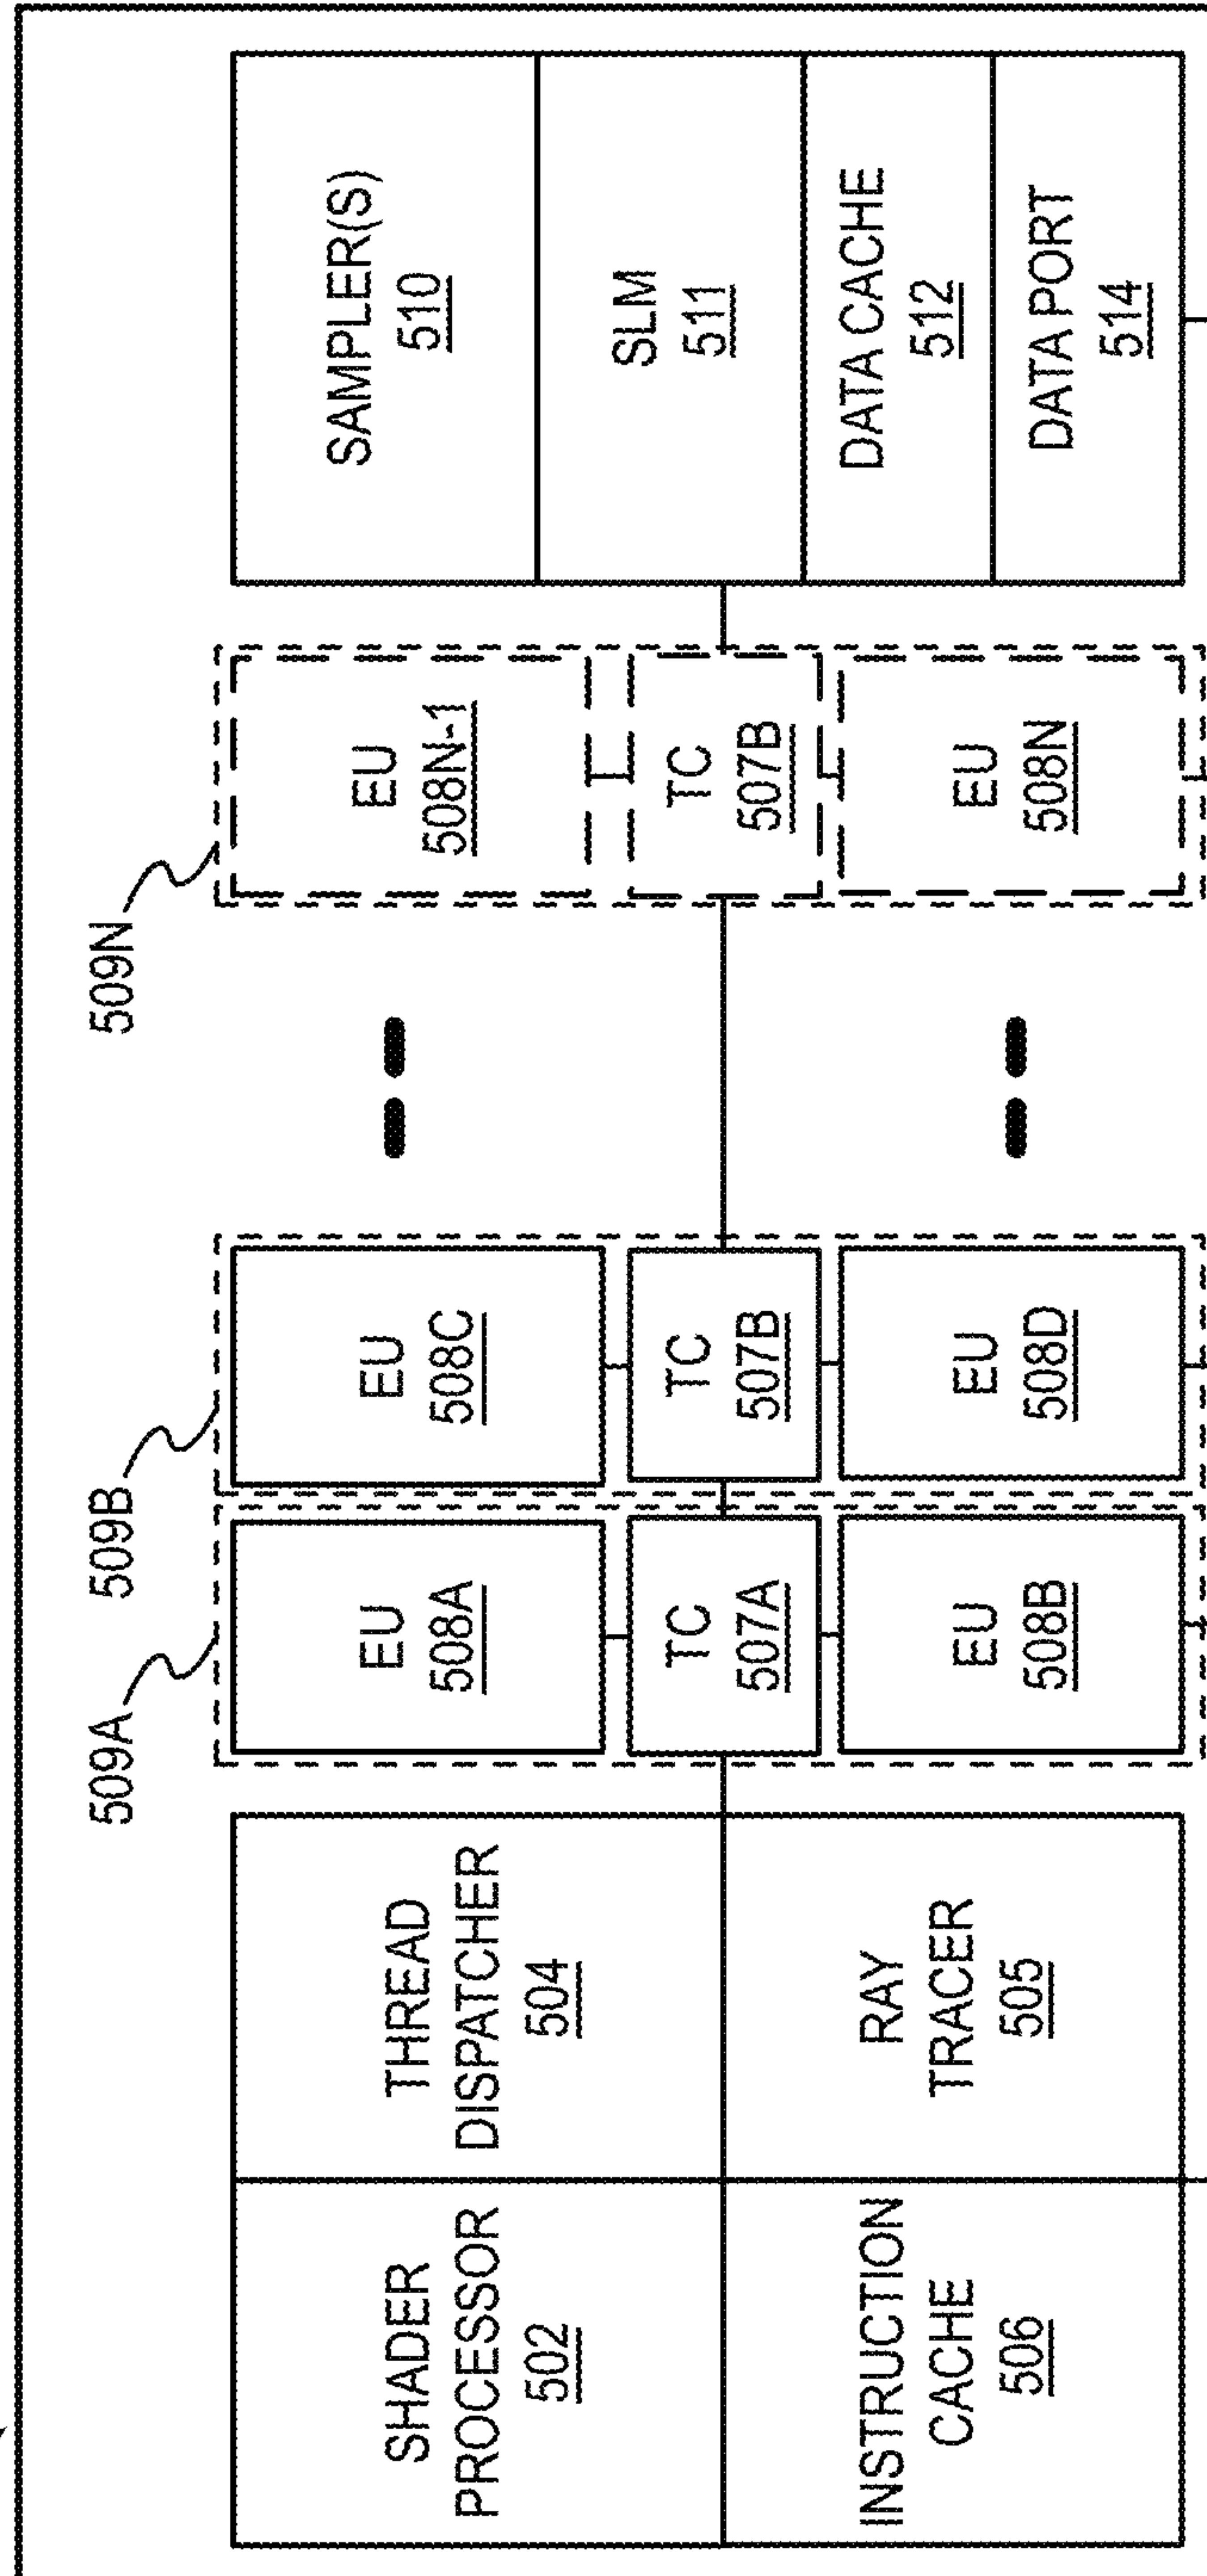 509A
509B
509N
SHADER
PROCESSOR
502
THREAD
DISPATCHER
504
INSTRUCTION
CACHE
506
RAY
TRACER
505
EU
508A
TC
507A
EU
508B
EU
508C
TC
507B
EU
508D
EU
508N-1
TC
507B
EU
508N
SAMPLER(S)
510
SLM
511
DATA CACHE
512
DATA PORT
514